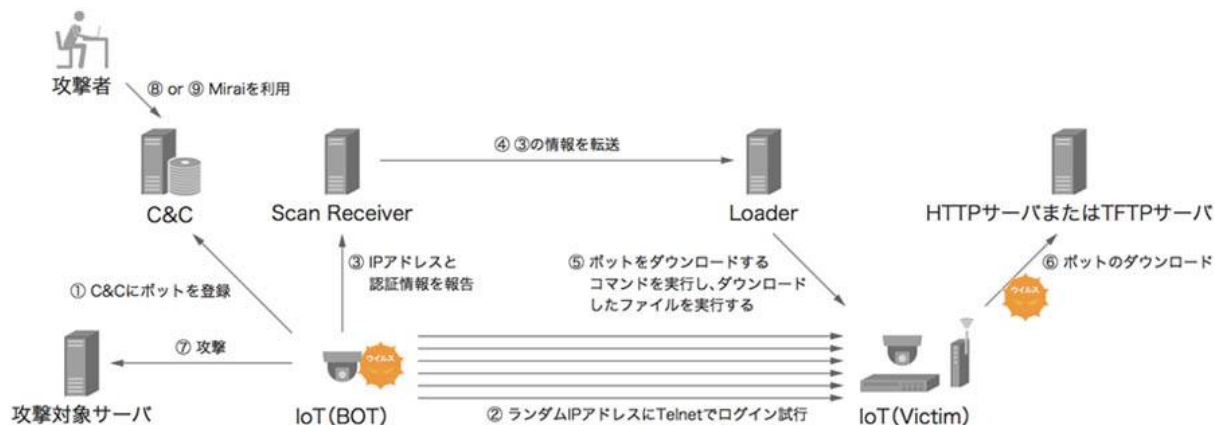 攻撃者
⑧ or ⑨ Miraiを利用
④ ③の情報を転送
C&C
Scan Receiver
Loader
HTTPサーバまたはTFTPサーバ
③ IPアドレスと
認証情報を報告
⑤ ボットをダウンロードする
コマンドを実行し、ダウンロード
したファイルを実行する
⑥ ボットのダウンロード
ウイルス
① C&Cにボットを登録
⑦ 攻撃
ウイルス
攻撃対象サーバ
IoT(BOT)
② ランダムIPアドレスにTelnetでログイン試行
IoT(Victim)